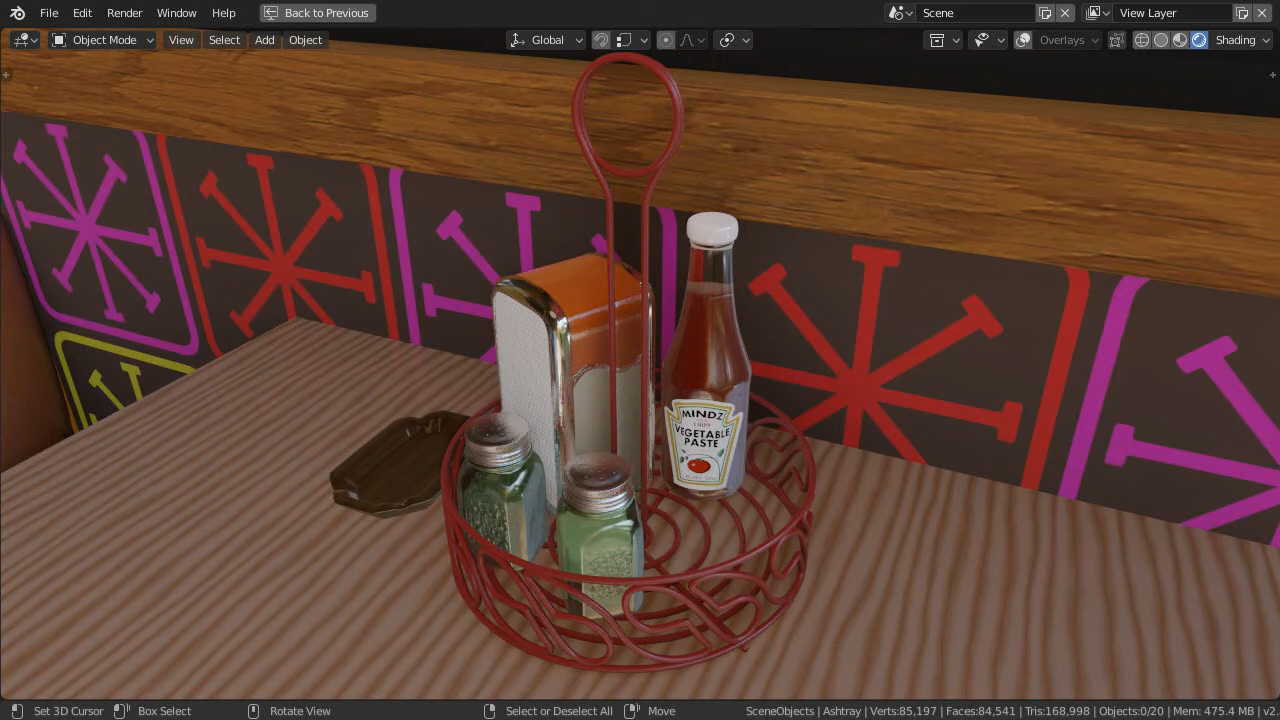 File Edit Render Window Help Back to Previous Scene View Layer
Object Mode View Select Add Object Global Overlays Shading
MINDZ
1809
VEGETABLE
PASTE
Set 3D Cursor Box Select Rotate View Select or Deselect All Move SceneObjects | Ashtray | Verts:85,197 | Faces:84,541 | Tris:168,998 | Objects:0/20 | Mem: 475.4 MB | v2